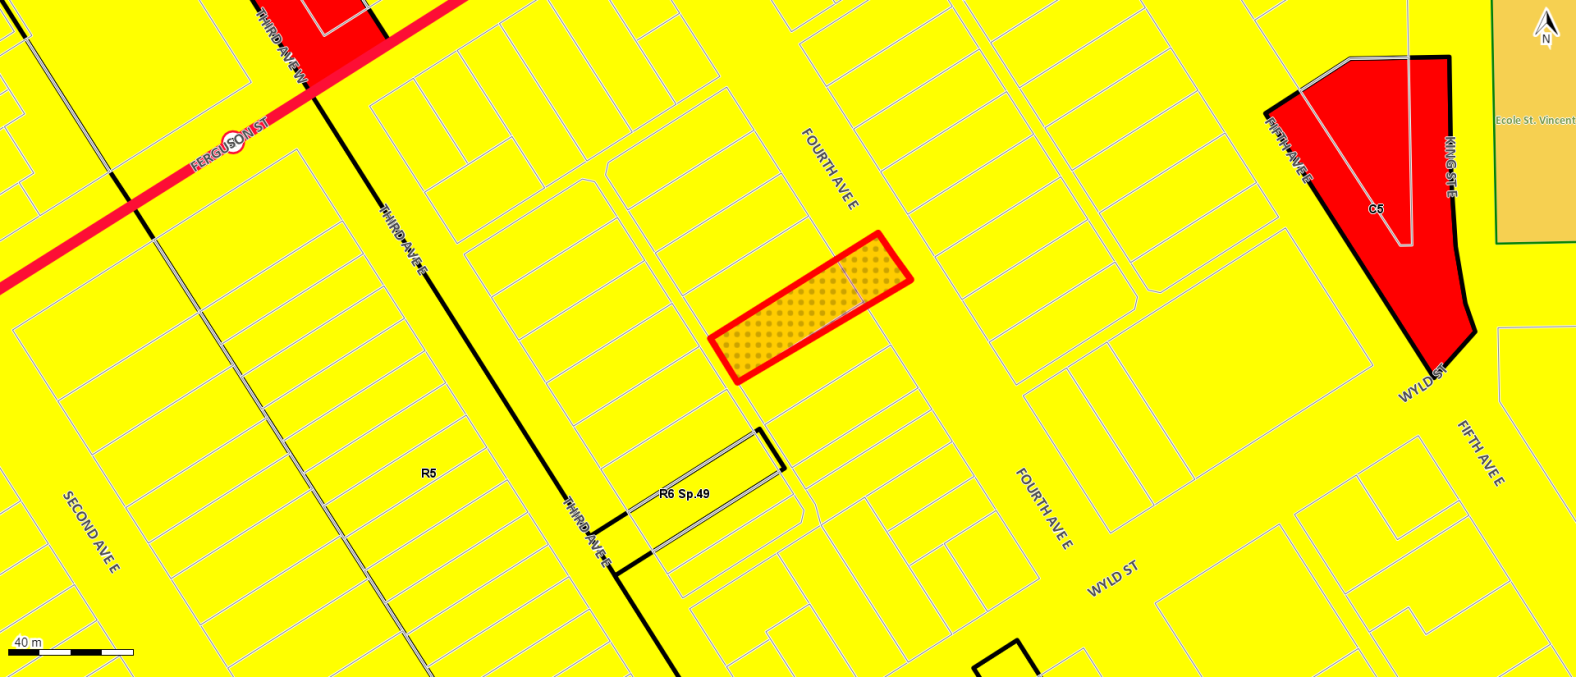 THIRD AVE W
N
FERGUSON ST
Ecole St. Vincent
FOURTH AVE E
FIFTH AVE E
KING ST E
THIRD AVE E
C5
WYLD ST
R5
R6 Sp.49
FIFTH AVE E
SECOND AVE E
THIRD AVE E
FOURTH AVE E
WYLD ST
40 m